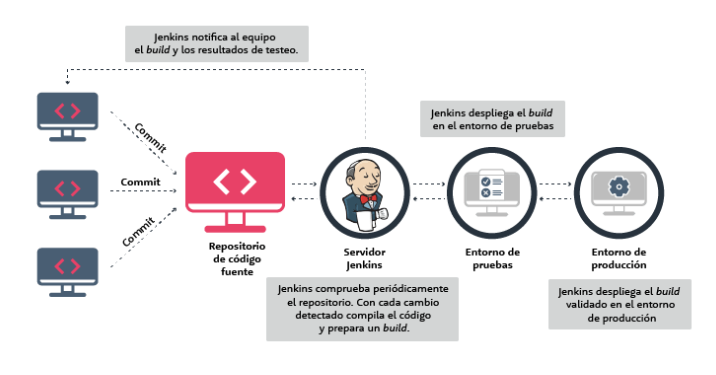 Jenkins notifica al equipo
el build y los resultados de testeo.
Jenkins despliega el build
en el entorno de pruebas
Commit
Commit
Commit
Repositorio
de código
fuente
Servidor
Jenkins
Entorno de
pruebas
Entorno de
producción
Jenkins comprueba periódicamente
el repositorio. Con cada cambio
detectado compila el código
y prepara un build.
Jenkins despliega el build
validado en el entorno
de producción